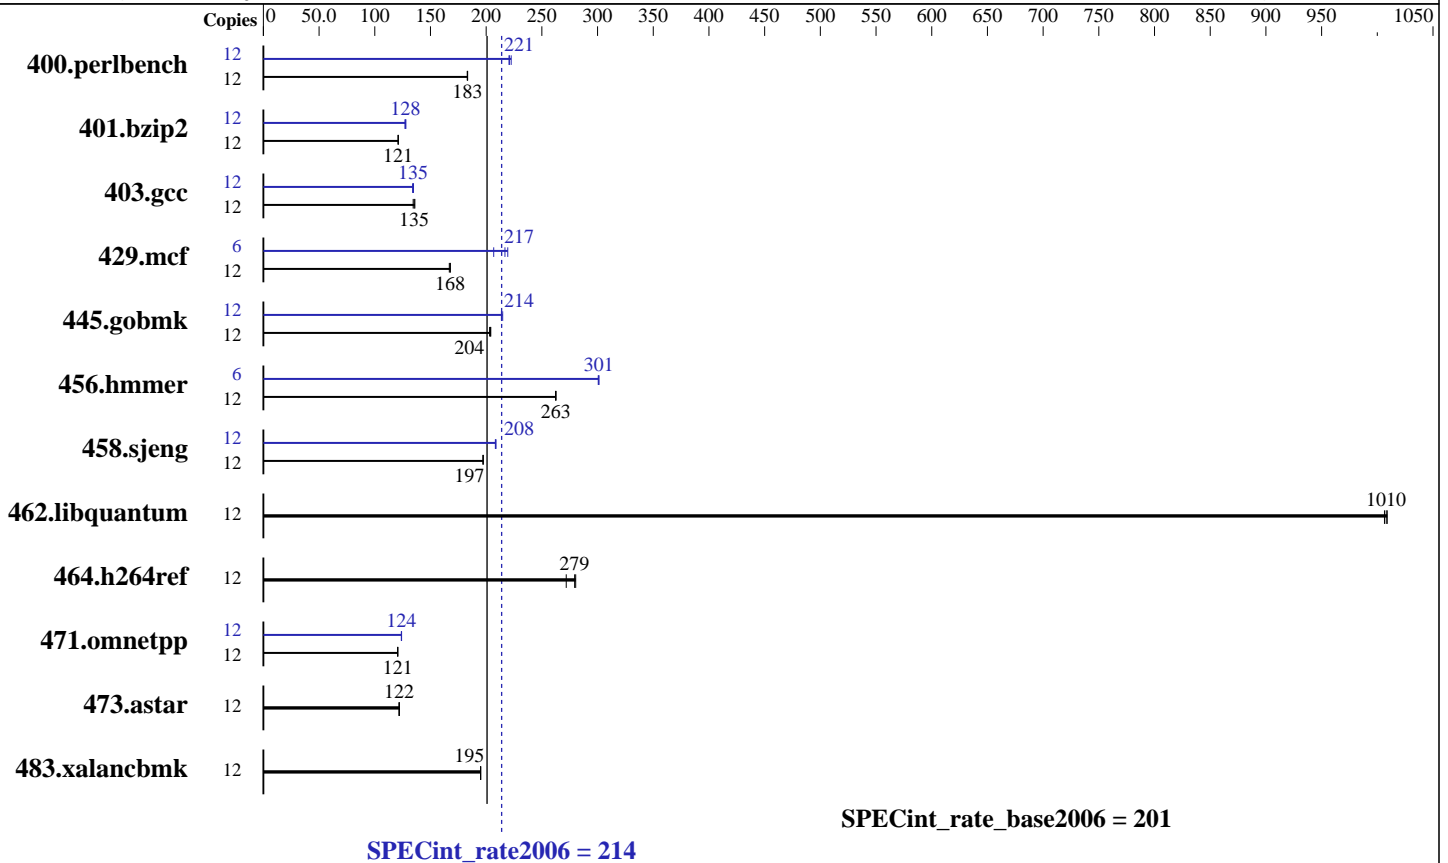 Copies 0 50.0 100 150 200 250 300 350 400 450 500 550 600 650 700 750 800 850 900 950 1050
400.perlbench 12 221
12 183
401.bzip2 12 128
12 121
403.gcc 12 135
12 135
429.mcf 6 217
12 168
445.gobmk 12 214
12 204
456.hmmer 6 301
12 263
458.sjeng 12 208
12 197
462.libquantum 12 1010
464.h264ref 12 279
471.omnetpp 12 124
12 121
473.astar 12 122
483.xalancbmk 12 195
SPECint_rate_base2006 = 201
SPECint_rate2006 = 214